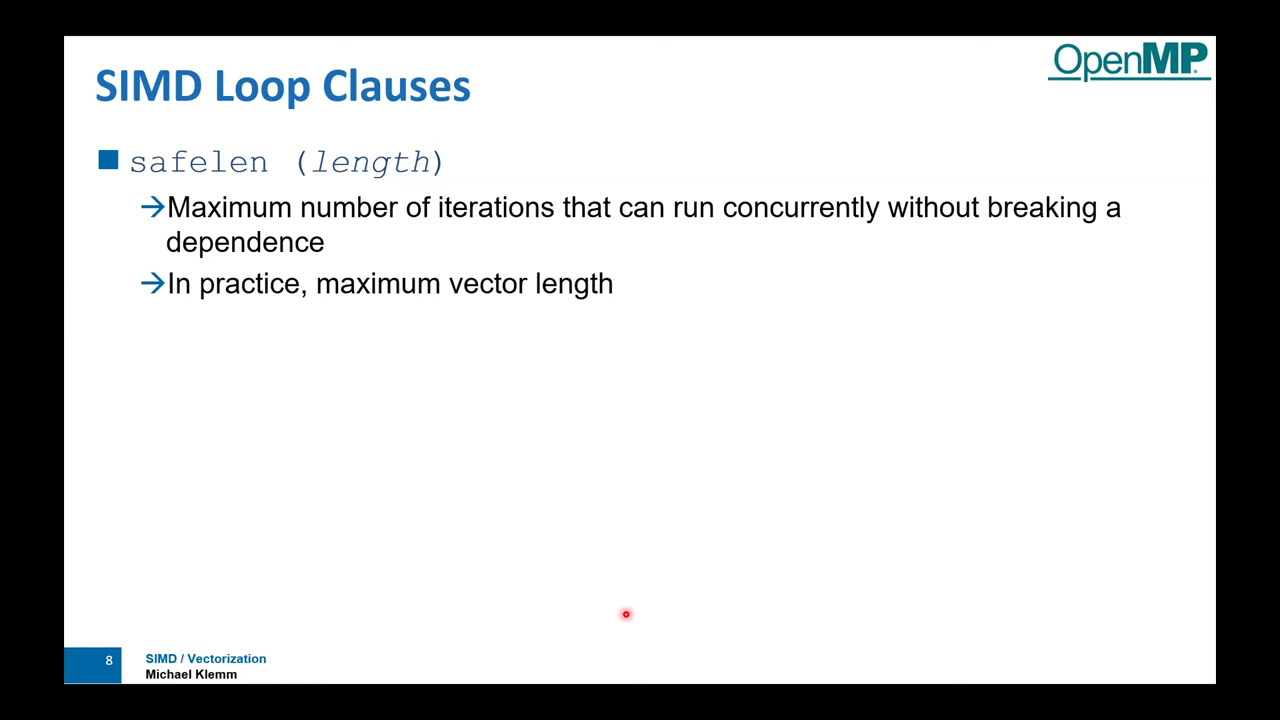 SIMD Loop Clauses
OpenMP
safelen (length)
→Maximum number of iterations that can run concurrently without breaking a
dependence
→In practice, maximum vector length
8
SIMD / Vectorization
Michael Klemm